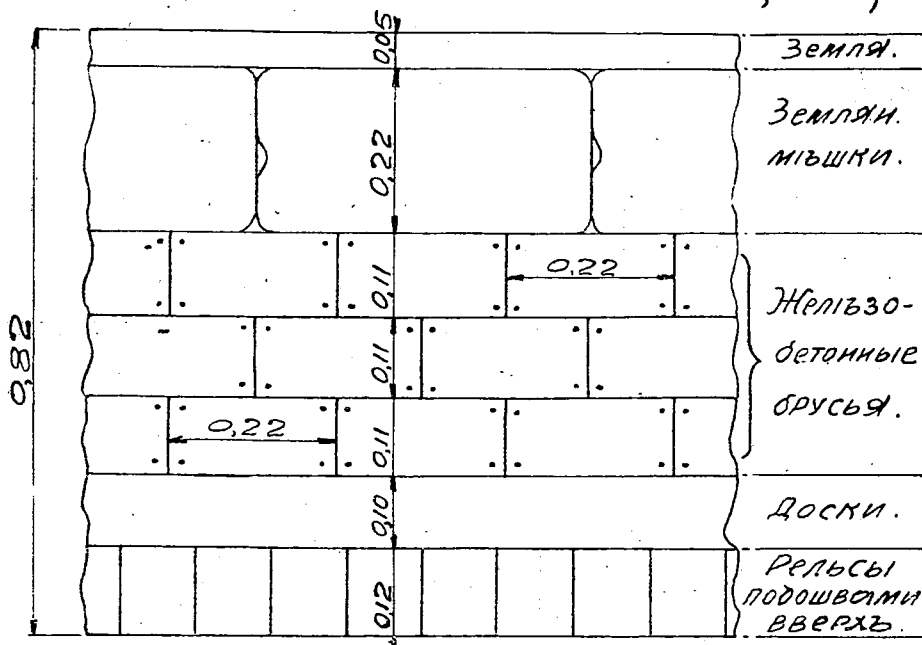 0,05
Земля.
0,22
Землян.
мѣшки.
0,82
0,11
0,22
0,11
0,22
0,11
Желѣзо-
бетонные
брусья.
0,10
Доски.
0,12
Рельсы
подошвами
вверхъ.